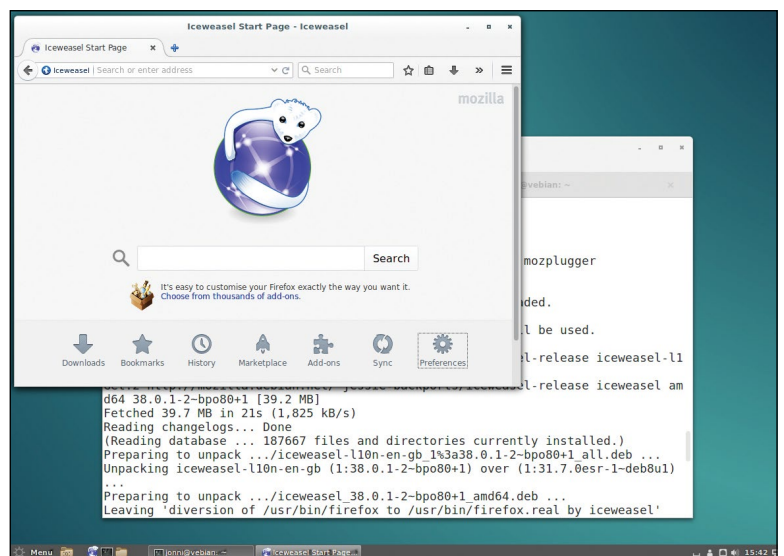 Iceweasel Start Page - Iceweasel
Iceweasel Start Page
Iceweasel | Search or enter address
Search
mozilla
Search
It's easy to customise your Firefox exactly the way you want it.
Choose from thousands of add-ons.
Downloads Bookmarks History Marketplace Add-ons Sync Preferences
@vebian: ~
mozplugger
ded.
l be used.
el-release iceweasel-l1
el-release iceweasel am
d64 38.0.1-2~bpo80+1 [39.2 MB]
Fetched 39.7 MB in 21s (1,825 kB/s)
Reading changelogs... Done
(Reading database ... 187667 files and directories currently installed.)
Preparing to unpack .../iceweasel-l10n-en-gb_1%3a38.0.1-2~bpo80+1_all.deb ...
Unpacking iceweasel-l10n-en-gb (1:38.0.1-2~bpo80+1) over (1:31.7.0esr-1~deb8u1)
...
Preparing to unpack .../iceweasel_38.0.1-2~bpo80+1_amd64.deb ...
Leaving 'diversion of /usr/bin/firefox to /usr/bin/firefox.real by iceweasel'
Menu jonni@vebian: ~ Iceweasel Start Page... 15:42